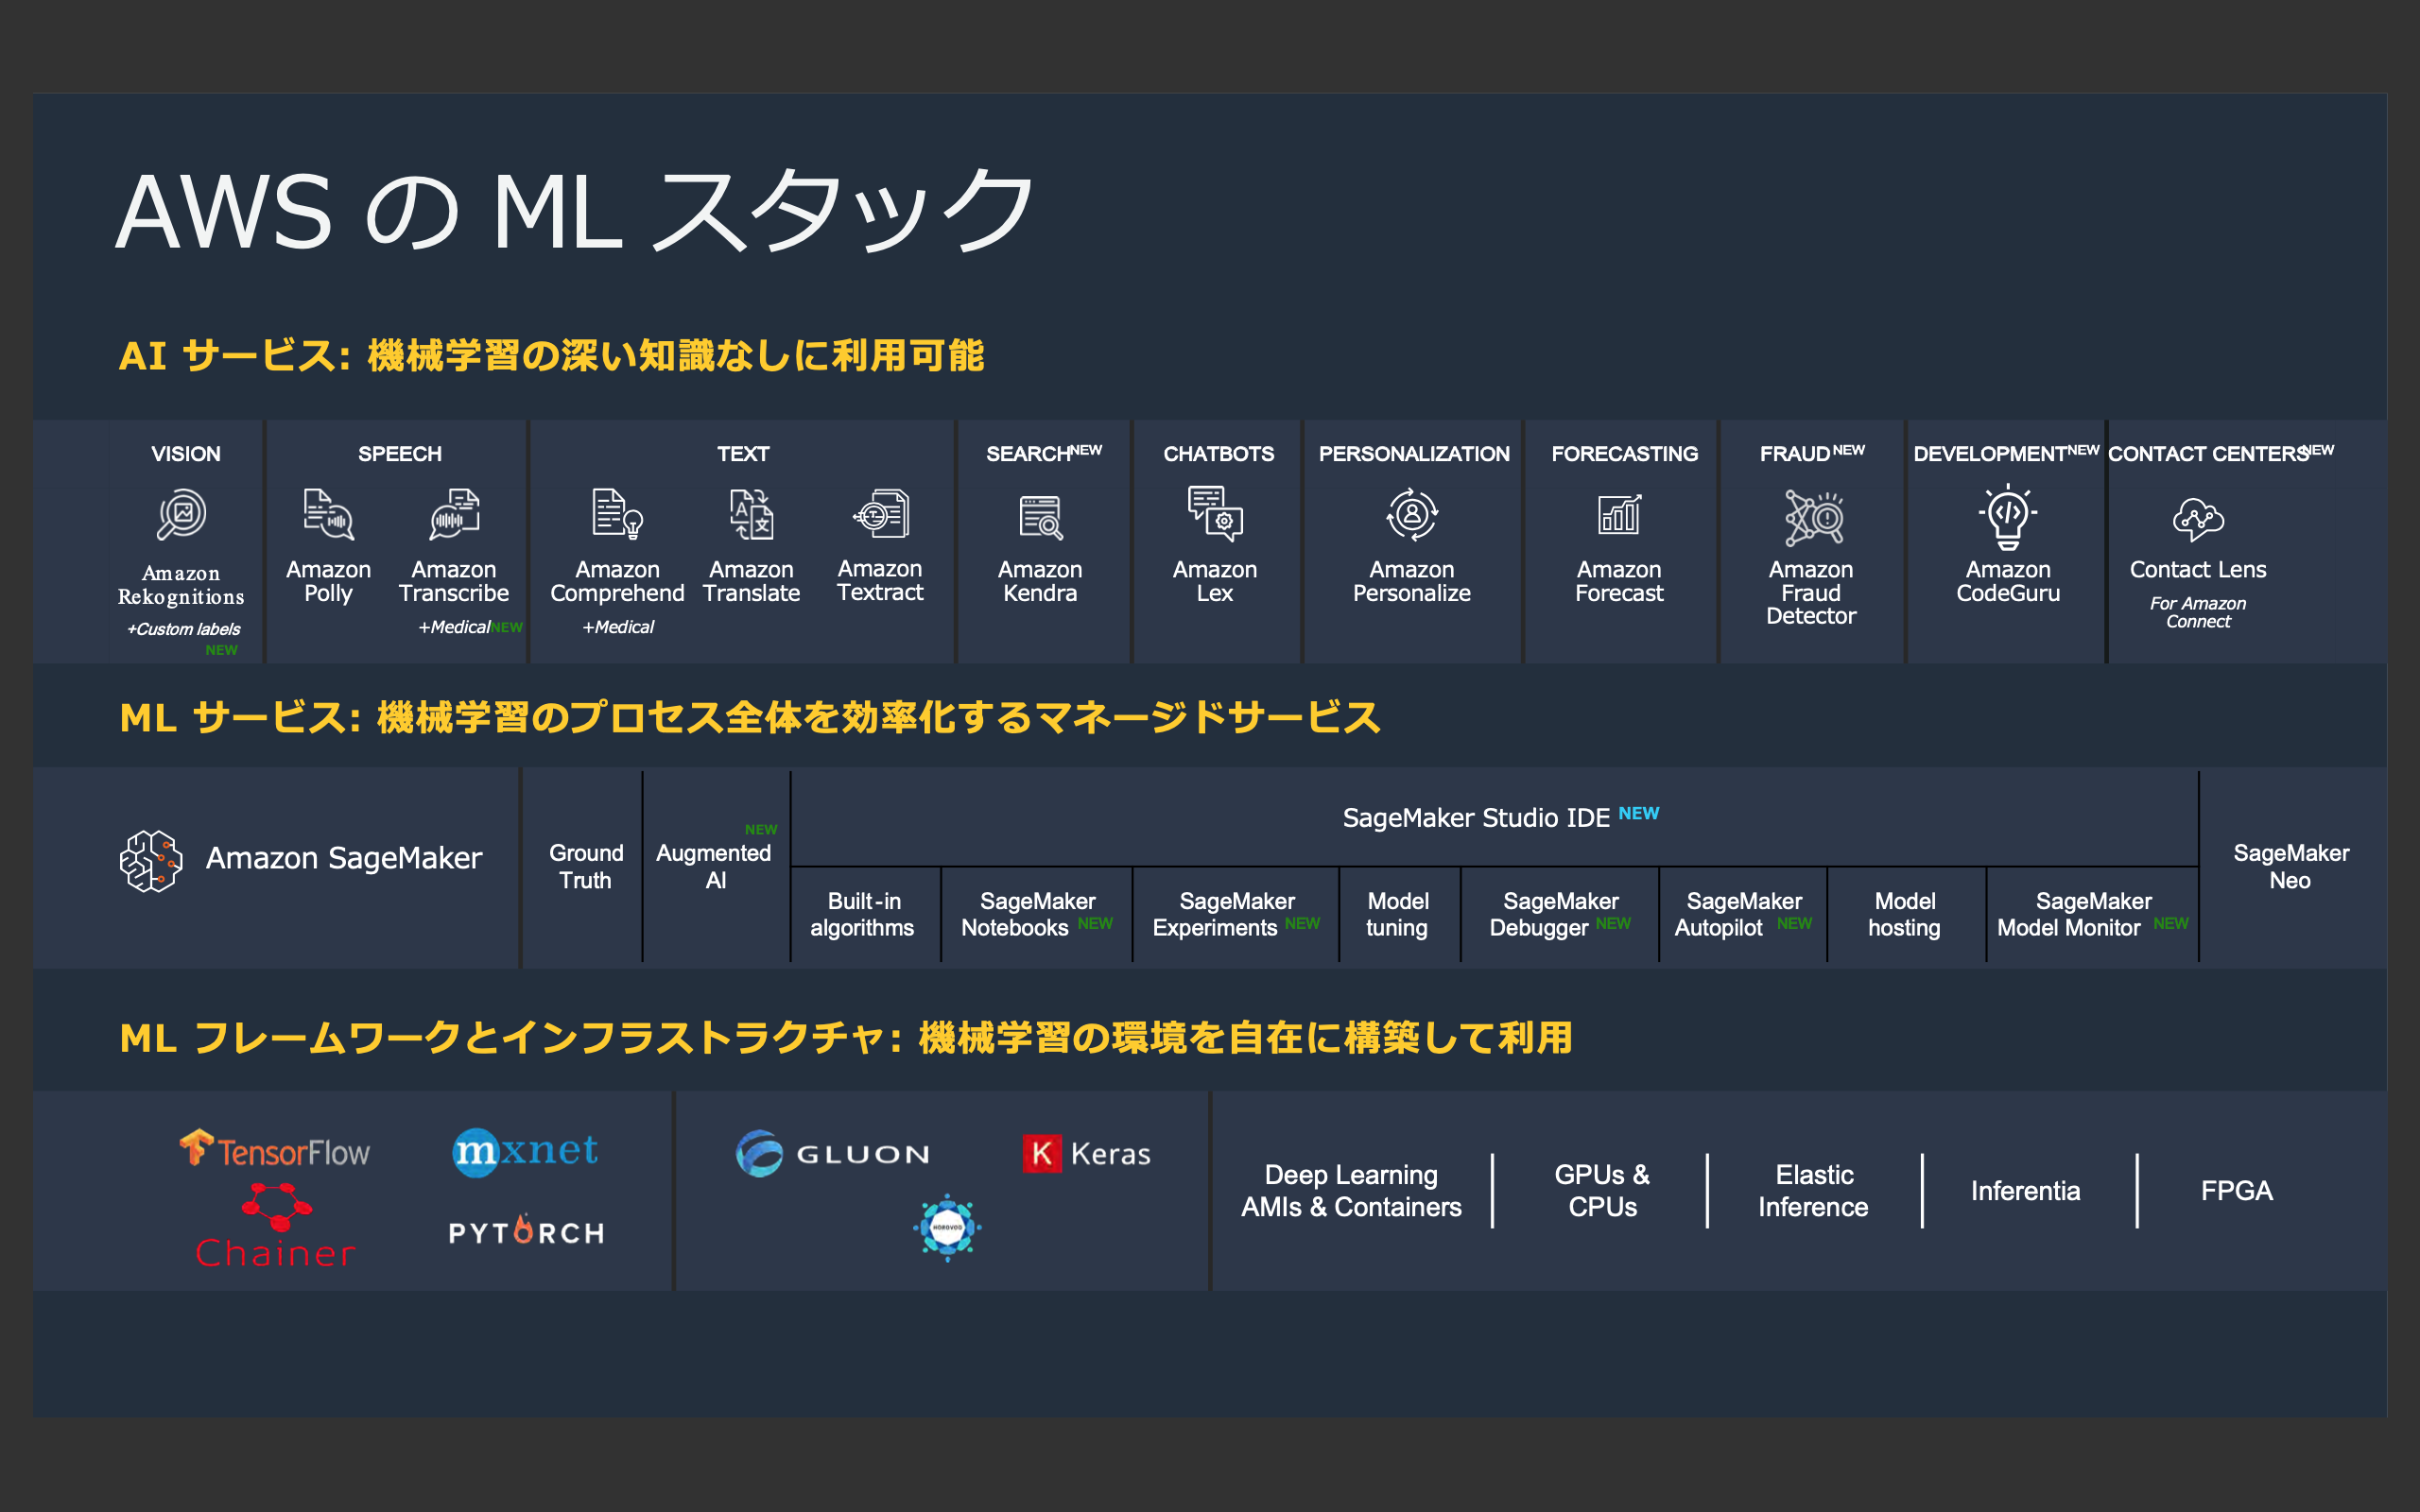 AWS の ML スタック
AI サービス: 機械学習の深い知識なしに利用可能
VISION
Amazon
Rekognitions
+Custom labels
NEW
SPEECH
Amazon
Polly
Amazon
Transcribe
+Medical NEW
TEXT
Amazon
Comprehend
+Medical
Amazon
Translate
Amazon
Textract
SEARCH NEW
Amazon
Kendra
CHATBOTS
Amazon
Lex
PERSONALIZATION
Amazon
Personalize
FORECASTING
Amazon
Forecast
FRAUD NEW
Amazon
Fraud
Detector
DEVELOPMENT NEW
Amazon
CodeGuru
CONTACT CENTERS NEW
Contact Lens
For Amazon
Connect
ML サービス: 機械学習のプロセス全体を効率化するマネージドサービス
Amazon SageMaker
Ground
Truth
NEW
Augmented
AI
SageMaker Studio IDE NEW
Built-in
algorithms
SageMaker
Notebooks NEW
SageMaker
Experiments NEW
Model
tuning
SageMaker
Debugger NEW
SageMaker
Autopilot NEW
Model
hosting
SageMaker
Model Monitor NEW
SageMaker
Neo
ML フレームワークとインフラストラクチャ: 機械学習の環境を自在に構築して利用
TensorFlow
mxnet
Chainer
PYTORCH
GLUON
K Keras
HOROVOD
Deep Learning
AMIs & Containers
GPUs &
CPUs
Elastic
Inference
Inferentia
FPGA